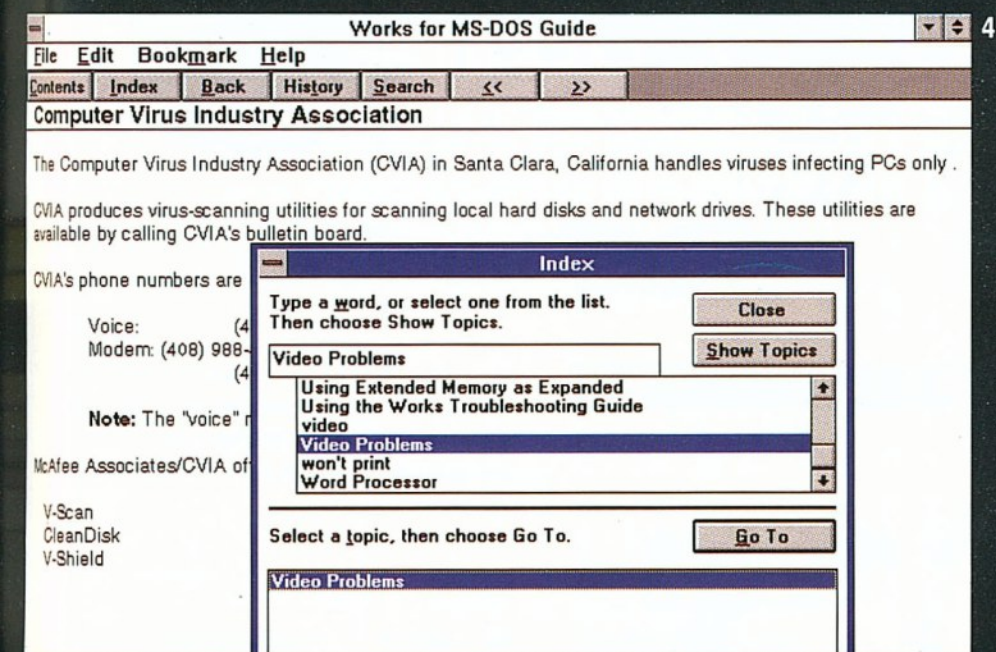 Works for MS-DOS Guide
4
File Edit Bookmark Help
Contents Index Back History Search << >>
Computer Virus Industry Association
The Computer Virus Industry Association (CVIA) in Santa Clara, California handles viruses infecting PCs only .
CVIA produces virus-scanning utilities for scanning local hard disks and network drives. These utilities are
available by calling CVIA's bulletin board.
CVIA's phone numbers are
Voice: (4
Modem: (408) 988-
(4
Note: The "voice"
McAfee Associates/CVIA of
V-Scan
CleanDisk
V-Shield
Index
Type a word, or select one from the list.
Then choose Show Topics.
Close
Show Topics
Video Problems
Using Extended Memory as Expanded
Using the Works Troubleshooting Guide
video
Video Problems
won't print
Word Processor
Select a topic, then choose Go To.
Go To
Video Problems